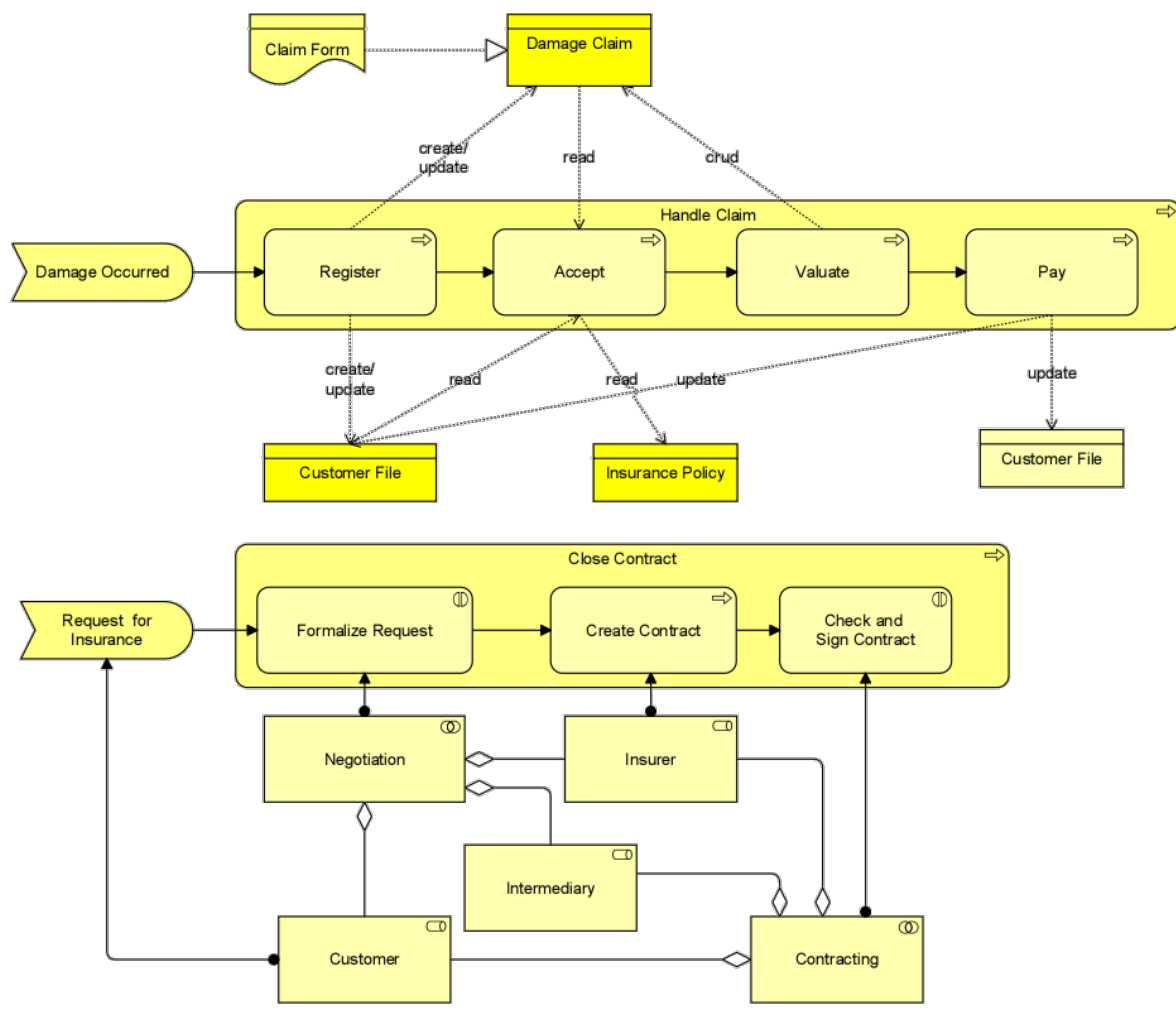 Claim Form
Damage Claim
create/
update
read
crud
Handle Claim
Damage Occurred
Register
Accept
Valuate
Pay
create/
update
read
read
update
update
Customer File
Insurance Policy
Customer File
Close Contract
Request for
Insurance
Formalize Request
Create Contract
Check and
Sign Contract
Negotiation
Insurer
Intermediary
Customer
Contracting